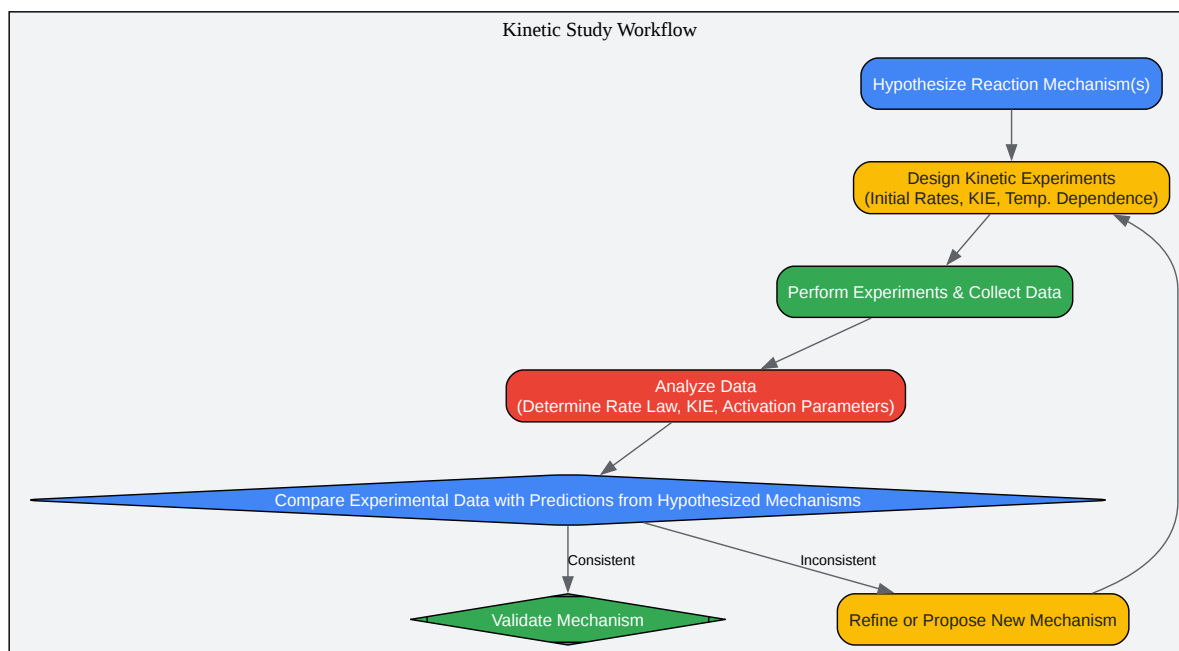 Kinetic Study Workflow
Hypothesize Reaction Mechanism(s)
Design Kinetic Experiments
(Initial Rates, KIE, Temp. Dependence)
Perform Experiments & Collect Data
Analyze Data
(Determine Rate Law, KIE, Activation Parameters)
Compare Experimental Data with Predictions from Hypothesized Mechanisms
Consistent
Inconsistent
Validate Mechanism
Refine or Propose New Mechanism